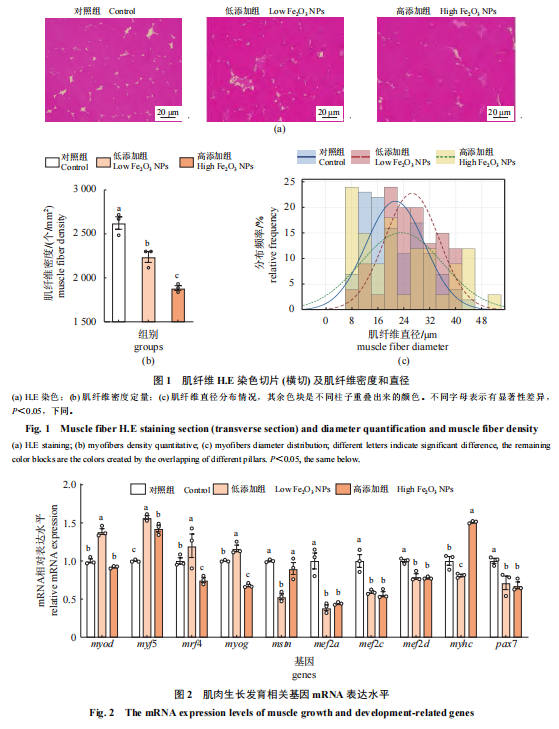 对照组 Control
低添加组 Low Fe₂O₃ NPs
高添加组 High Fe₂O₃ NPs
20 μm
20 μm
20 μm
(a)
对照组
Control
低添加组
Low Fe₂O₃ NPs
高添加组
High Fe₂O₃ NPs
肌纤维密度/(个/mm²)
muscle fiber density
3 000
2 500
2 000
1 500
a
b
c
组别
groups
(b)
对照组
Control
低添加组
Low Fe₂O₃ NPs
高添加组
High Fe₂O₃ NPs
分布频率/%
relative frequency
25
20
15
10
5
0
0 8 16 24 32 40 48
肌纤维直径/μm
muscle fiber diameter
(c)
图 1 肌纤维 H.E 染色切片 (横切) 及肌纤维密度和直径
(a) H.E 染色; (b) 肌纤维密度定量; (c) 肌纤维直径分布情况，其余色块是不同柱子重叠出来的颜色。不同字母表示有显著性差异，
P＜0.05，下同。
Fig. 1 Muscle fiber H.E staining section (transverse section) and diameter quantification and muscle fiber density
(a) H.E staining; (b) myofibers density quantitative; (c) myofibers diameter distribution; different letters indicate significant difference, the remaining
color blocks are the colors created by the overlapping of different pillars. P＜0.05, the same below.
对照组 Control 低添加组 Low Fe₂O₃ NPs 高添加组 High Fe₂O₃ NPs
mRNA相对表达水平
relative mRNA expression
2.0
1.5
1.0
0.5
0
b a b
c a b
b a c
b a c
a b a
a b b
a b b
a b b
b c a
a b b
myod myf5 mrf4 myog mstn mef2a mef2c mef2d myhc pax7
基因
genes
图 2 肌肉生长发育相关基因 mRNA 表达水平
Fig. 2 The mRNA expression levels of muscle growth and development-related genes